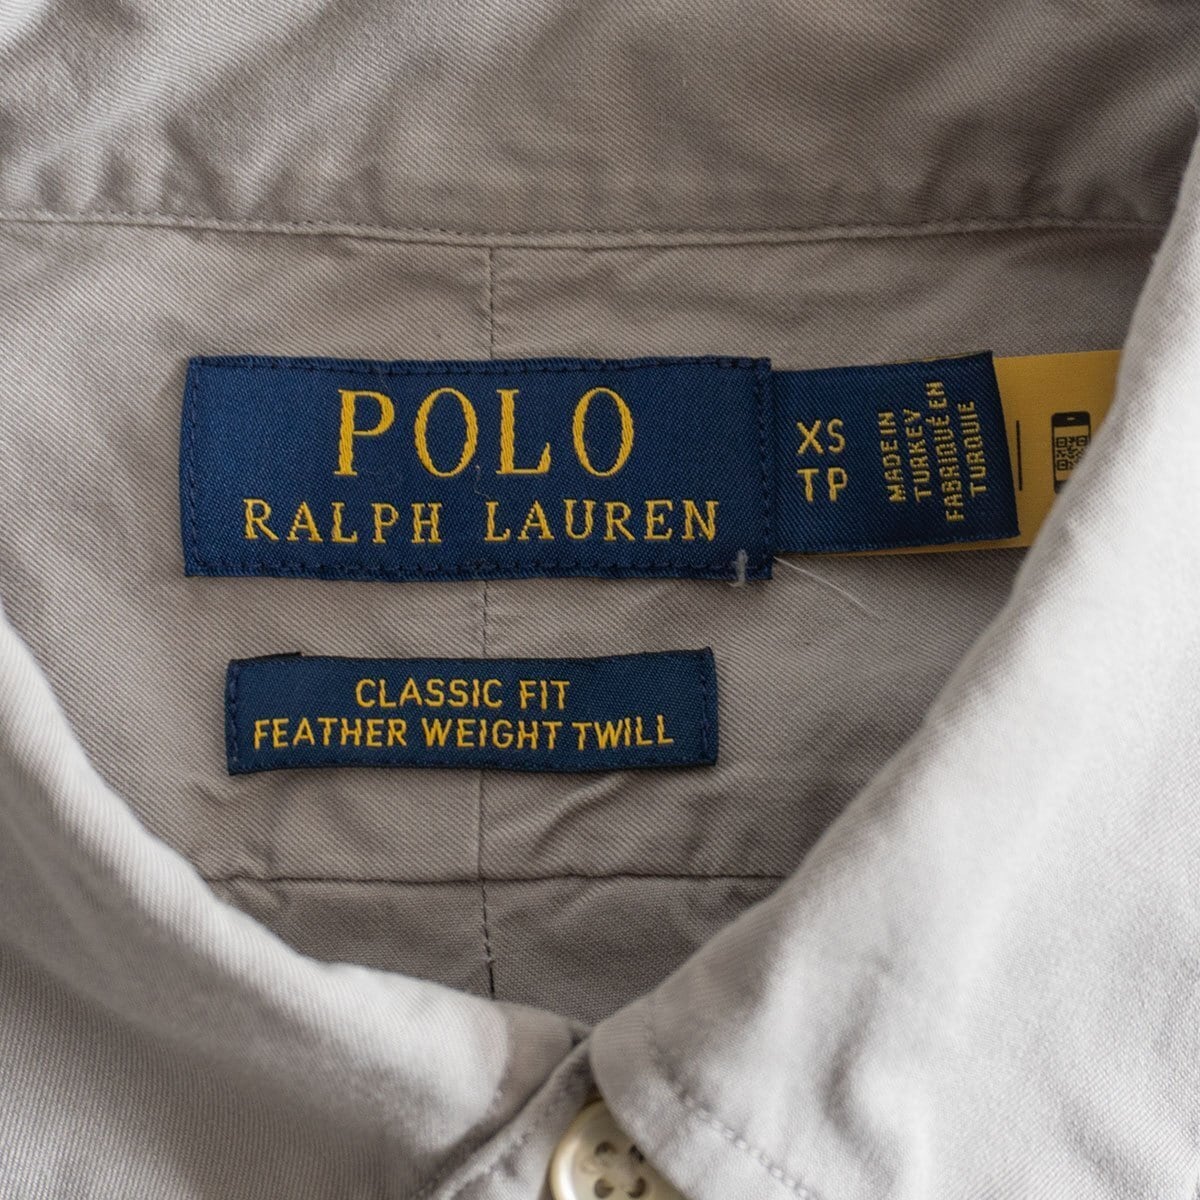 POLO
RALPH LAUREN
XS
TP
MADE IN
TURKEY
FABRIQUÉ EN
TURQUIE
CLASSIC FIT
FEATHER WEIGHT TWILL